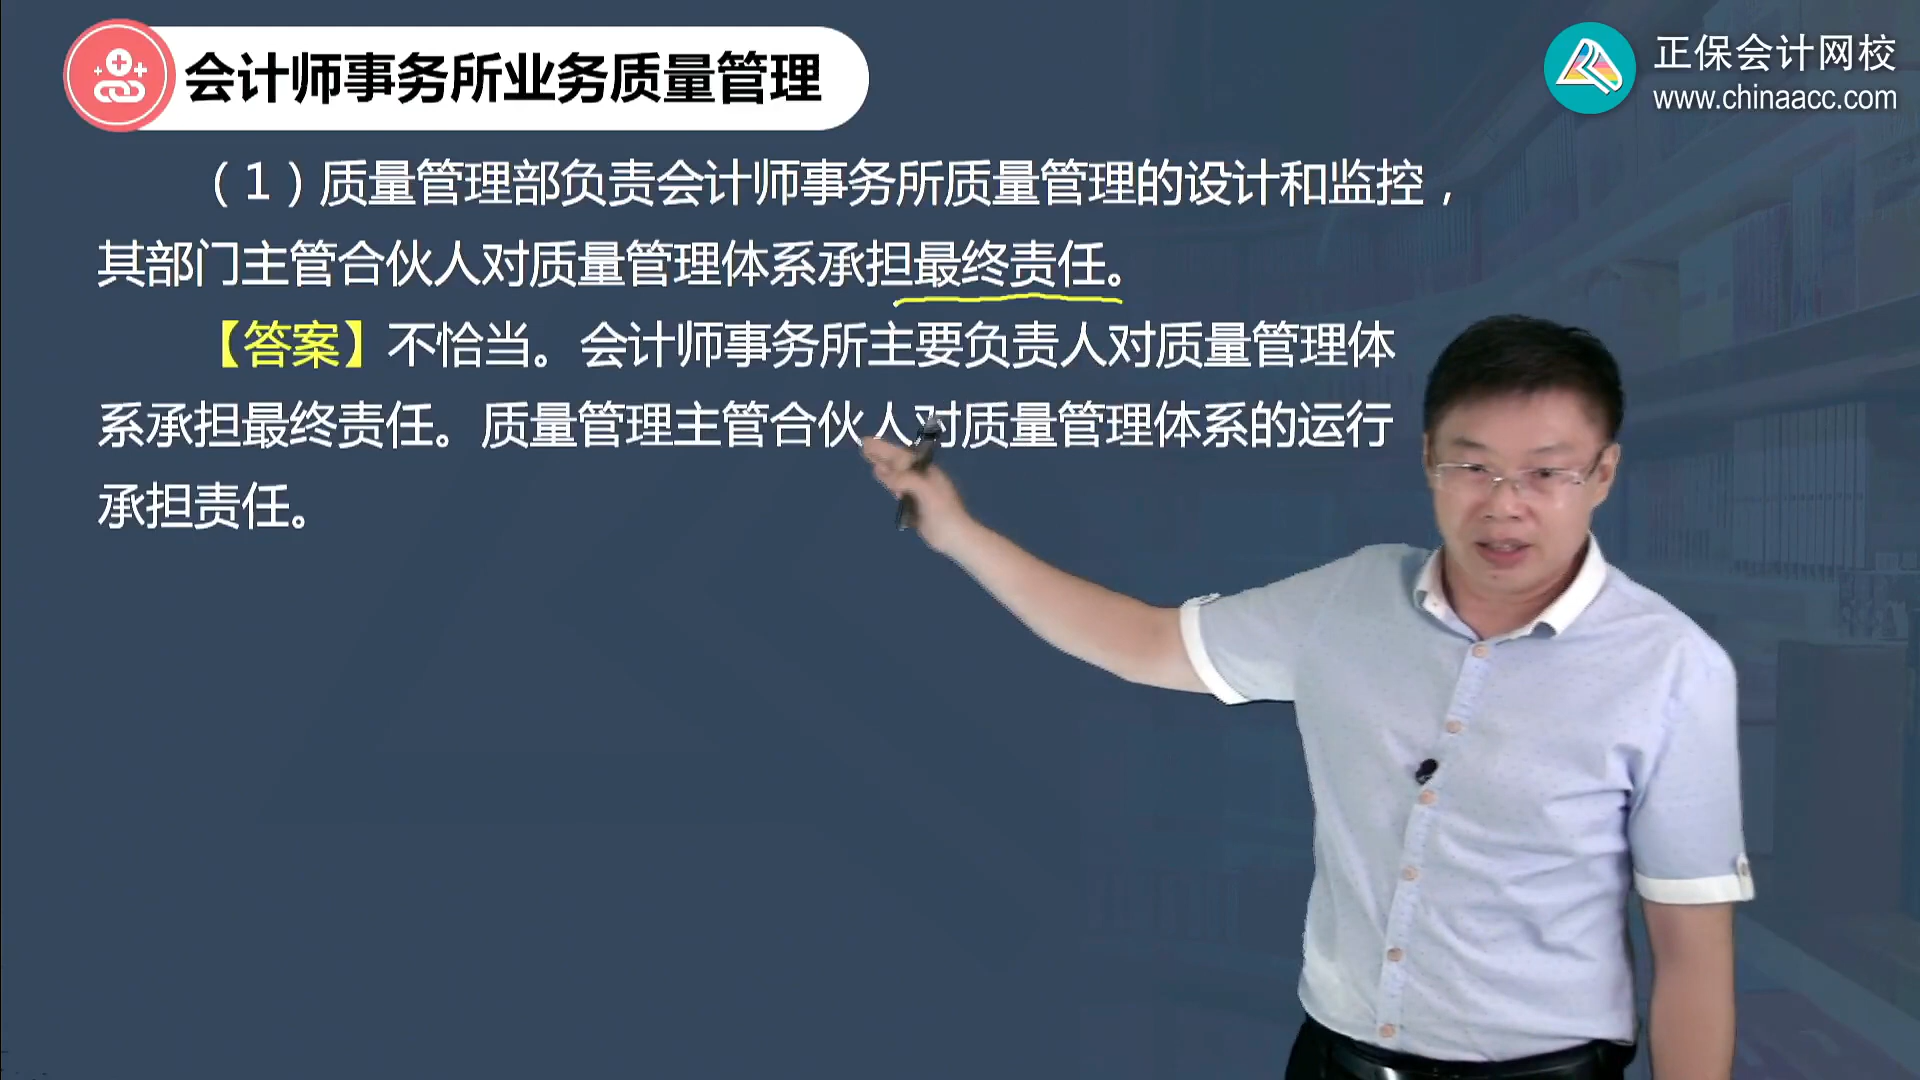 会计师事务所业务质量管理
正保会计网校
www.chinaacc.com
（1）质量管理部负责会计师事务所质量管理的设计和监控，
其部门主管合伙人对质量管理体系承担最终责任。
【答案】不恰当。会计师事务所主要负责人对质量管理体
系承担最终责任。质量管理主管合伙人对质量管理体系的运行
承担责任。